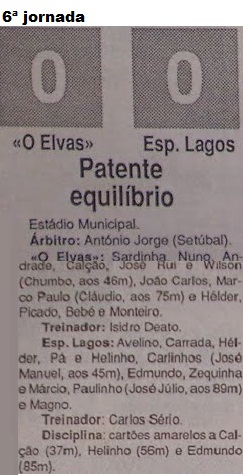 6ª jornada
0 0
«O Elvas» Esp. Lagos
Patente
equilíbrio
Estádio Municipal.
Árbitro: António Jorge (Setúbal).
«O Elvas»: Sardinha, Nuno, An-
drade, Calção, José Rui e Wilson
(Chumbo, aos 46m), João Carlos, Mar-
co Paulo (Cláudio, aos 75m) e Hélder,
Picado, Bebé e Monteiro.
Treinador: Isidro Deato.
Esp. Lagos: Avelino, Carrada, Hél-
der, Pá e Helinho, Carlinhos (José
Manuel, aos 45m), Edmundo, Zequinha
e Márcio, Paulinho (José Júlio, aos 89m)
e Magno.
Treinador: Carlos Sério.
Disciplina: cartões amarelos a Cal-
ção (37m), Helinho (56m) e Edmundo
(85m).